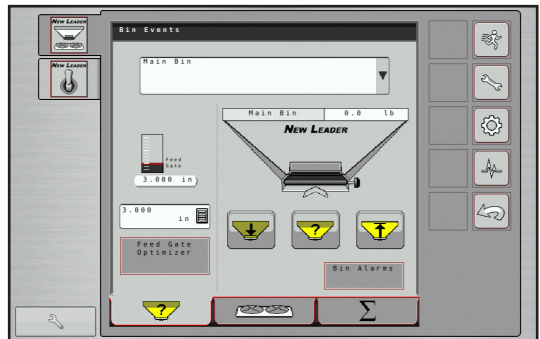 New Leader
New Leader
Bin Events
Main Bin
Main Bin 0.0 lb
New Leader
Feed
Gate
3.000 in
3.000
in
?
Feed Gate
Optimizer
Bin Alarms
?
Σ